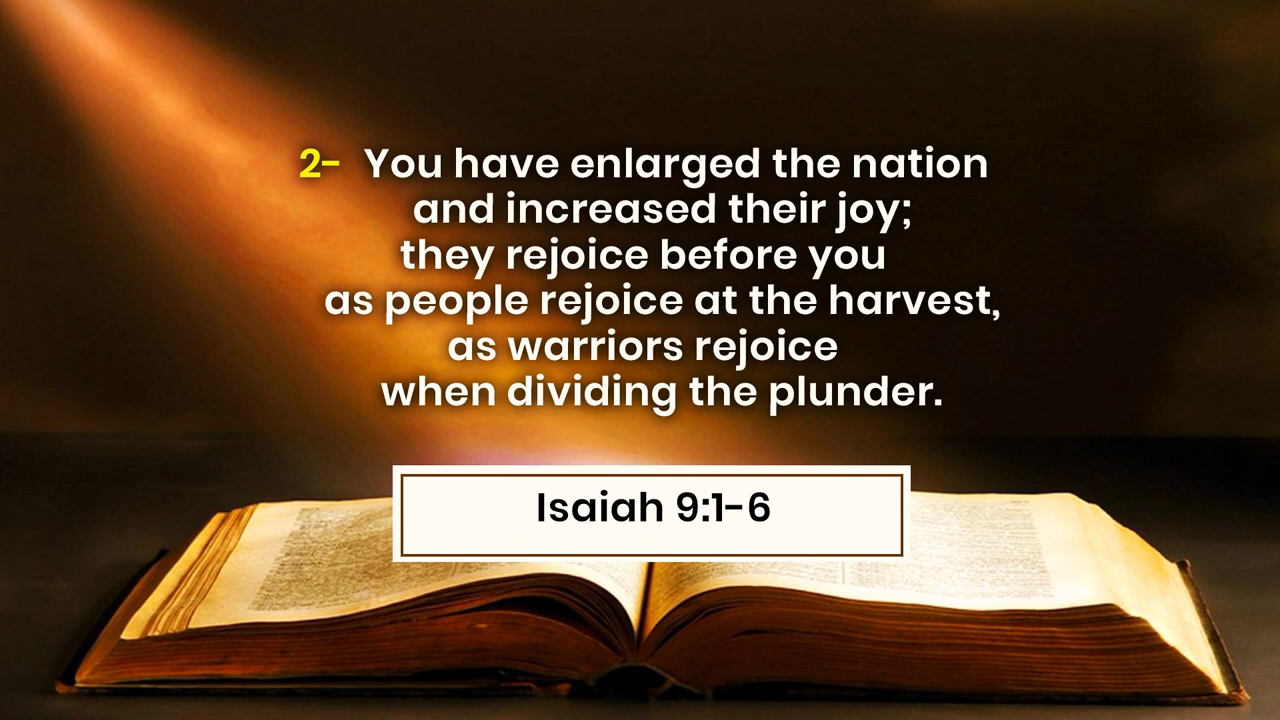 2- You have enlarged the nation
and increased their joy;
they rejoice before you
as people rejoice at the harvest,
as warriors rejoice
when dividing the plunder.
Isaiah 9:1-6